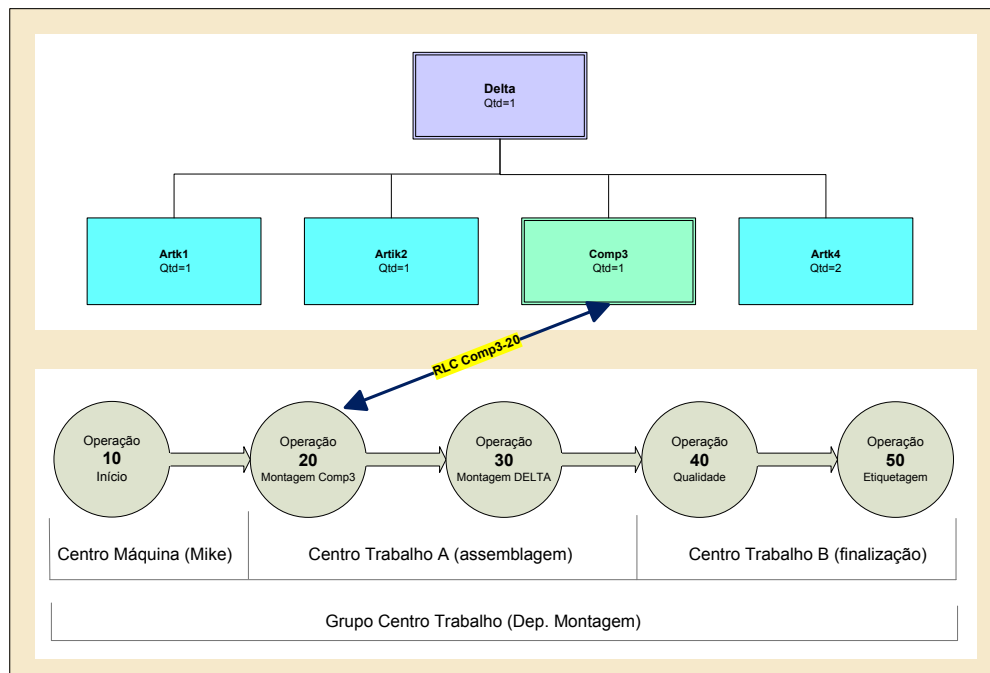 Delta
Qtd=1
Artk1
Qtd=1
Artik2
Qtd=1
Comp3
Qtd=1
Artk4
Qtd=2
RLC Comp3-20
Operação
10
Início
Operação
20
Montagem Comp3
Operação
30
Montagem DELTA
Operação
40
Qualidade
Operação
50
Etiquetagem
Centro Máquina (Mike)
Centro Trabalho A (assemblagem)
Centro Trabalho B (finalização)
Grupo Centro Trabalho (Dep. Montagem)